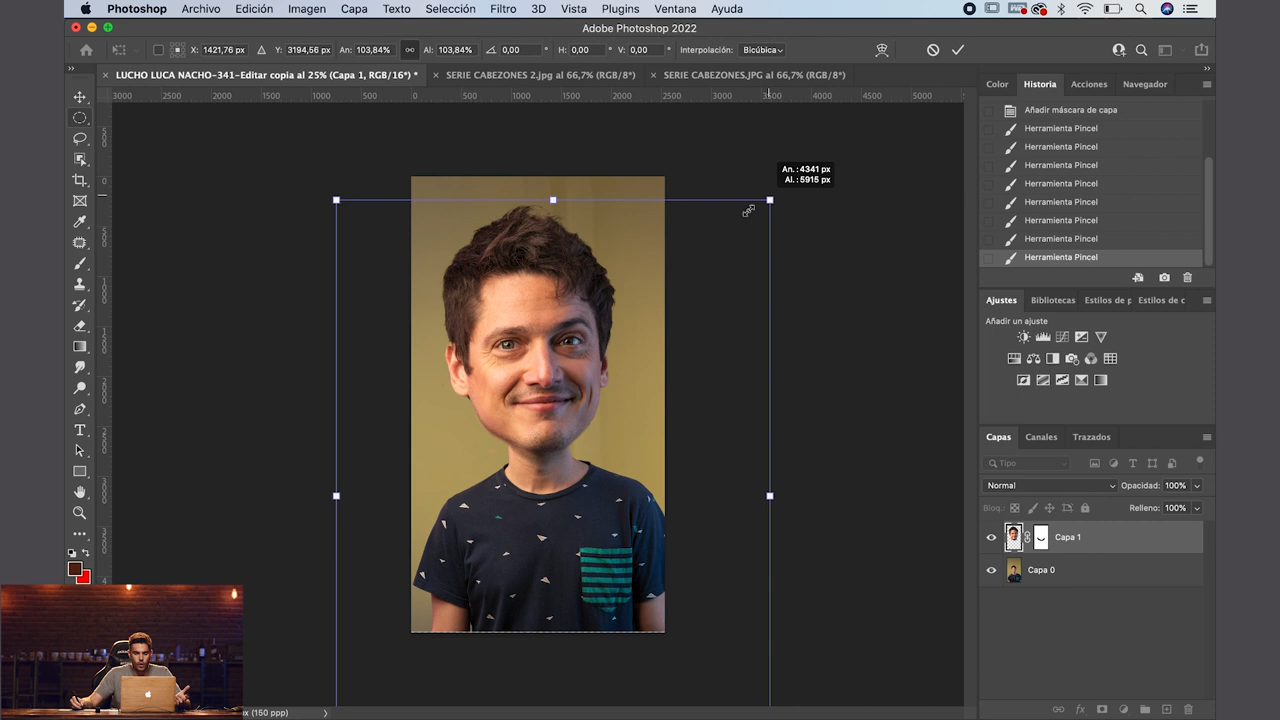 Photoshop Archivo Edición Imagen Capa Texto Selección Filtro 3D Vista Plugins Ventana Ayuda
Adobe Photoshop 2022
X: 1421,76 px Y: 3194,56 px An: 103,84% Al: 103,84% 0,00 ° H: 0,00 ° V: 0,00 ° Interpolación: Bicúbica
LUCHO LUCA NACHO-341-Editar copia al 25% (Capa 1, RGB/16*) * SERIE CABEZONES 2.jpg al 66,7% (RGB/8*) SERIE CABEZONES.JPG al 66,7% (RGB/8*)
Color Historia Acciones Navegador
3000 2500 2000 1500 1000 500 0 500 1000 1500 2000 2500 3000 3500 4000 4500 5000
Añadir máscara de capa
Herramienta Pincel
Herramienta Pincel
Herramienta Pincel
Herramienta Pincel
Herramienta Pincel
Herramienta Pincel
Herramienta Pincel
Herramienta Pincel
An.: 4341 px
Al.: 5915 px
Ajustes Bibliotecas Estilos de p Estilos de c
Añadir un ajuste
Capas Canales Trazados
Tipo
Normal Opacidad: 100%
Bloq.: Relleno: 100%
Capa 1
Capa 0
x (150 ppp)